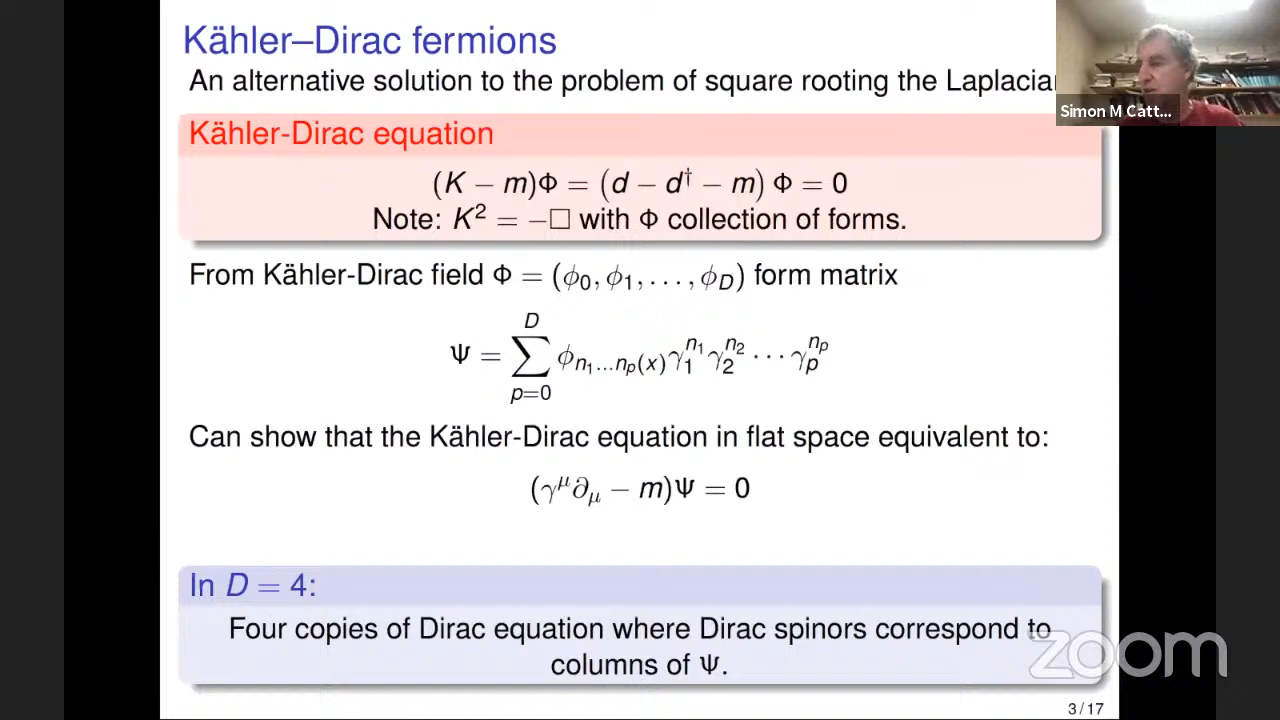 Kähler–Dirac fermions
An alternative solution to the problem of square rooting the Laplacian
Simon M Catt...
Kähler-Dirac equation
(K − m)Φ = (d − d† − m) Φ = 0
Note: K² = −□ with Φ collection of forms.
From Kähler-Dirac field Φ = (ϕ₀, ϕ₁, . . . , ϕ_D) form matrix
Ψ = ∑_{p=0}^{D} ϕ_{n₁...n_p(x)} γ₁^{n₁} γ₂^{n₂} · · · γ_p^{n_p}
Can show that the Kähler-Dirac equation in flat space equivalent to:
(γ^μ ∂_μ − m)Ψ = 0
In D = 4:
Four copies of Dirac equation where Dirac spinors correspond to
columns of Ψ.
zoom
3 / 17